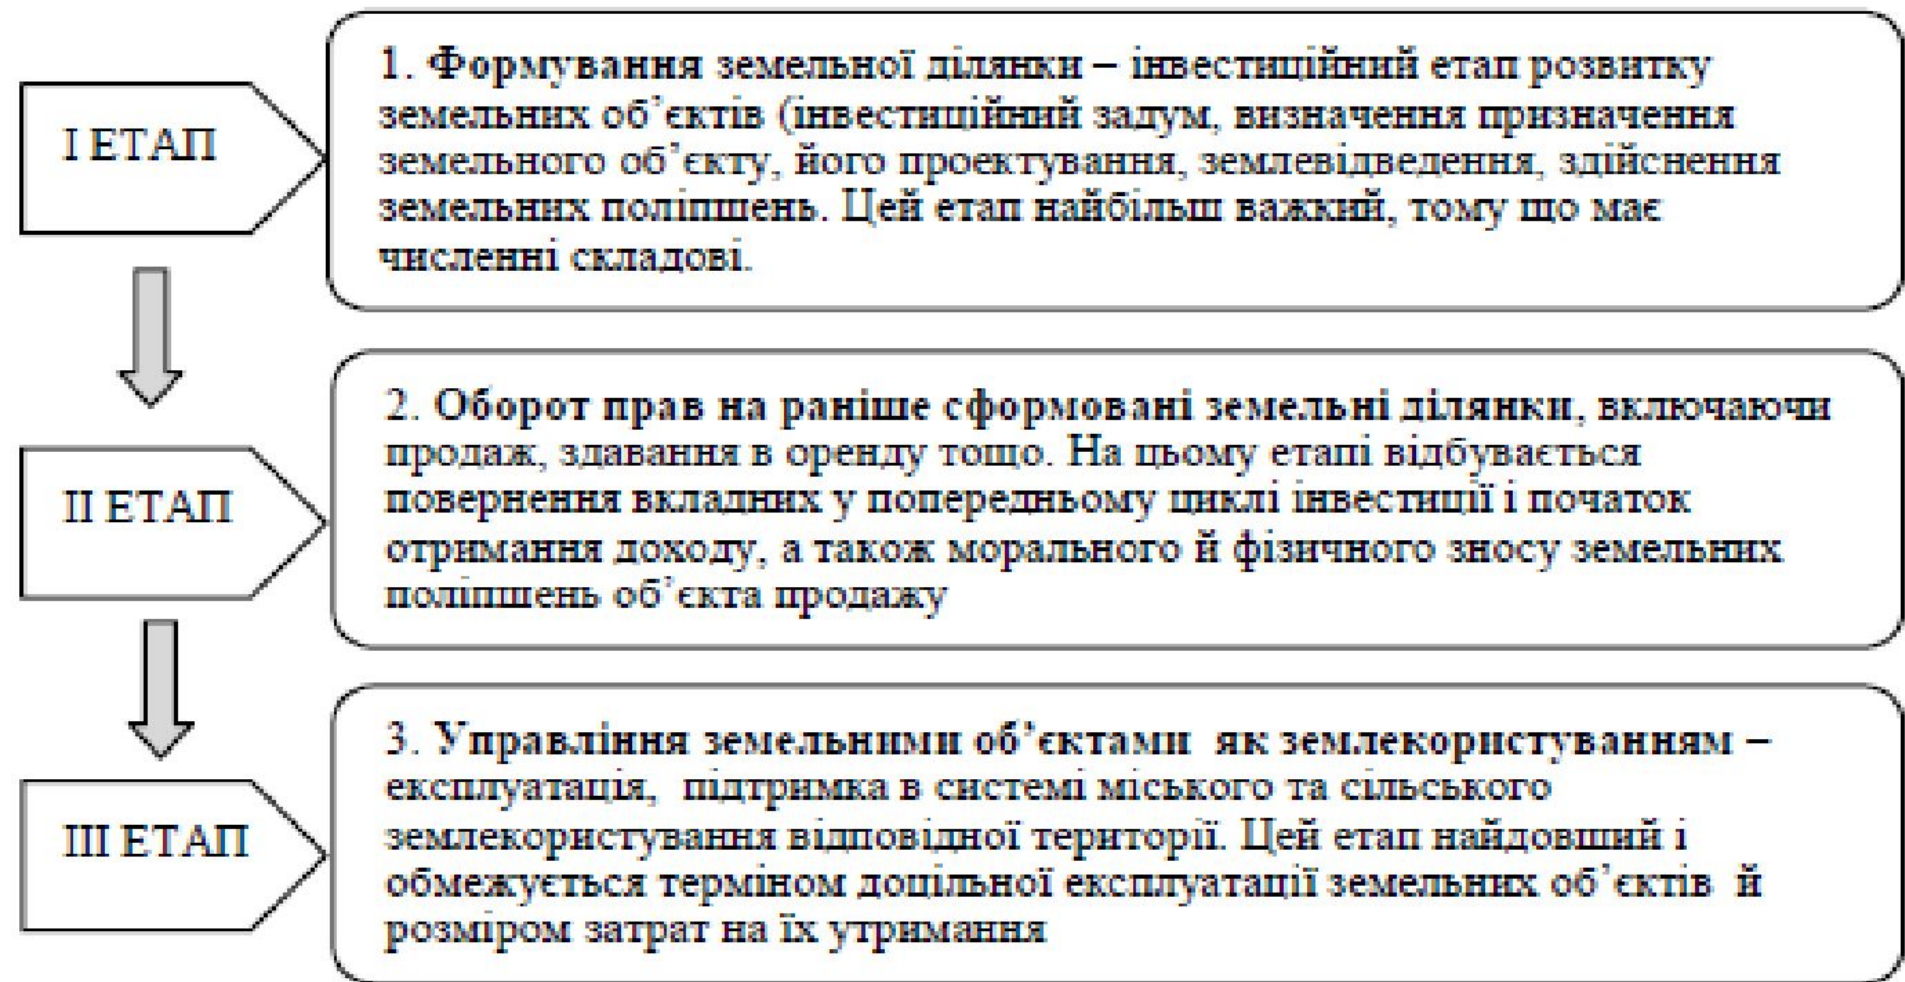 І ЕТАП
1. Формування земельної ділянки – інвестиційний етап розвитку
земельних об’єктів (інвестиційний задум, визначення призначення
земельного об’єкту, його проектування, землевідведення, здійснення
земельних поліпшень. Цей етап найбільш важкий, тому що має
численні складові.
ІІ ЕТАП
2. Оборот прав на раніше сформовані земельні ділянки, включаючи
продаж, здавання в оренду тощо. На цьому етапі відбувається
повернення вкладних у попередньому циклі інвестиції і початок
отримання доходу, а також морального й фізичного зносу земельних
поліпшень об’єкта продажу
ІІІ ЕТАП
3. Управління земельними об’єктами як землекористуванням –
експлуатація, підтримка в системі міського та сільського
землекористування відповідної території. Цей етап найдовший і
обмежується терміном доцільної експлуатації земельних об’єктів й
розміром затрат на їх утримання